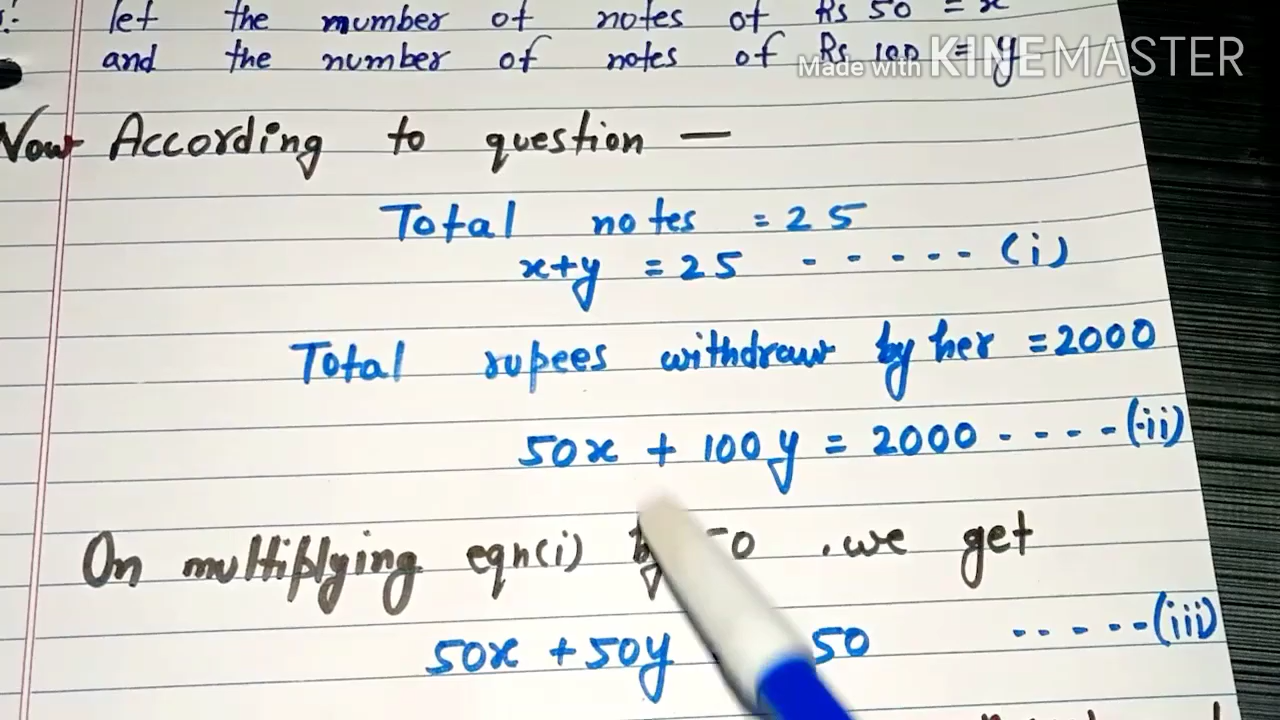 let the number of notes of Rs 50 = x
and the number of notes of Rs 100 = y
Made with KINEMASTER
Now According to question —
Total notes = 25
x+y = 25 - - - - - - (i)
Total rupees withdraw by her = 2000
50x + 100y = 2000 - - - - (ii)
On multiplying eqn(i) by 50 . we get
50x + 50y 50 - - - - - (iii)